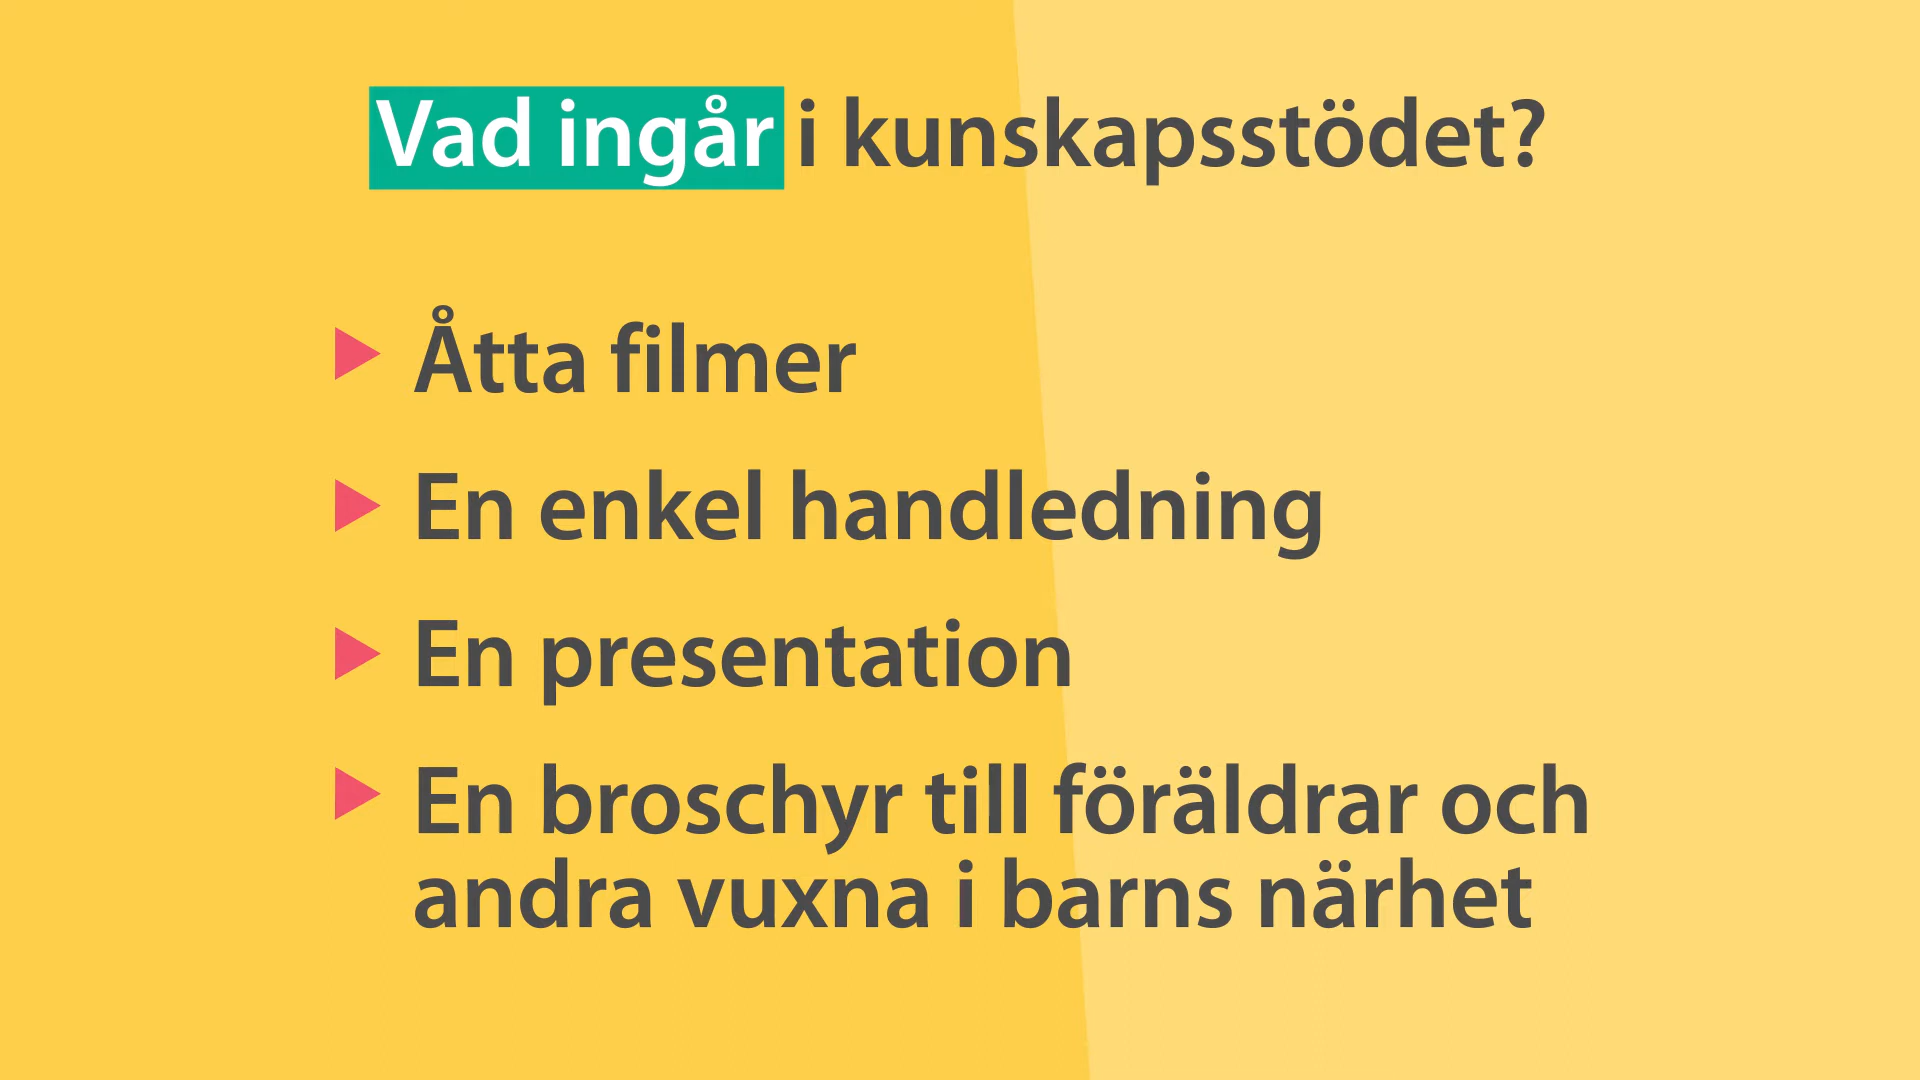 Vad ingår i kunskapsstödet?
Åtta filmer
En enkel handledning
En presentation
En broschyr till föräldrar och
andra vuxna i barns närhet